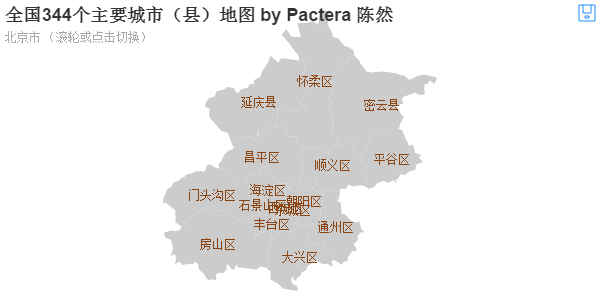 全国344个主要城市（县）地图 by Pactera 陈然
北京市 （滚轮或点击切换）
怀柔区
延庆县
密云县
昌平区
顺义区
平谷区
海淀区
门头沟区
朝阳区
石景山区
丰台区
通州区
房山区
大兴区